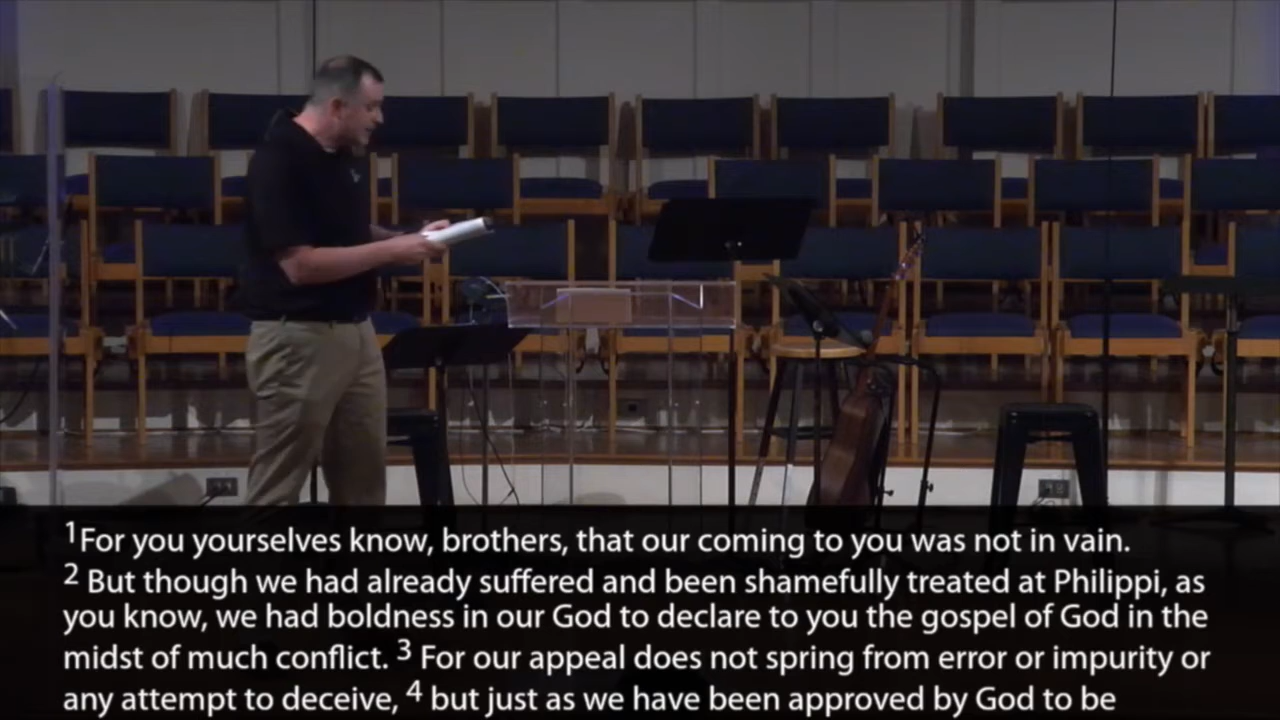 1For you yourselves know, brothers, that our coming to you was not in vain.
2 But though we had already suffered and been shamefully treated at Philippi, as
you know, we had boldness in our God to declare to you the gospel of God in the
midst of much conflict. 3 For our appeal does not spring from error or impurity or
any attempt to deceive, 4 but just as we have been approved by God to be